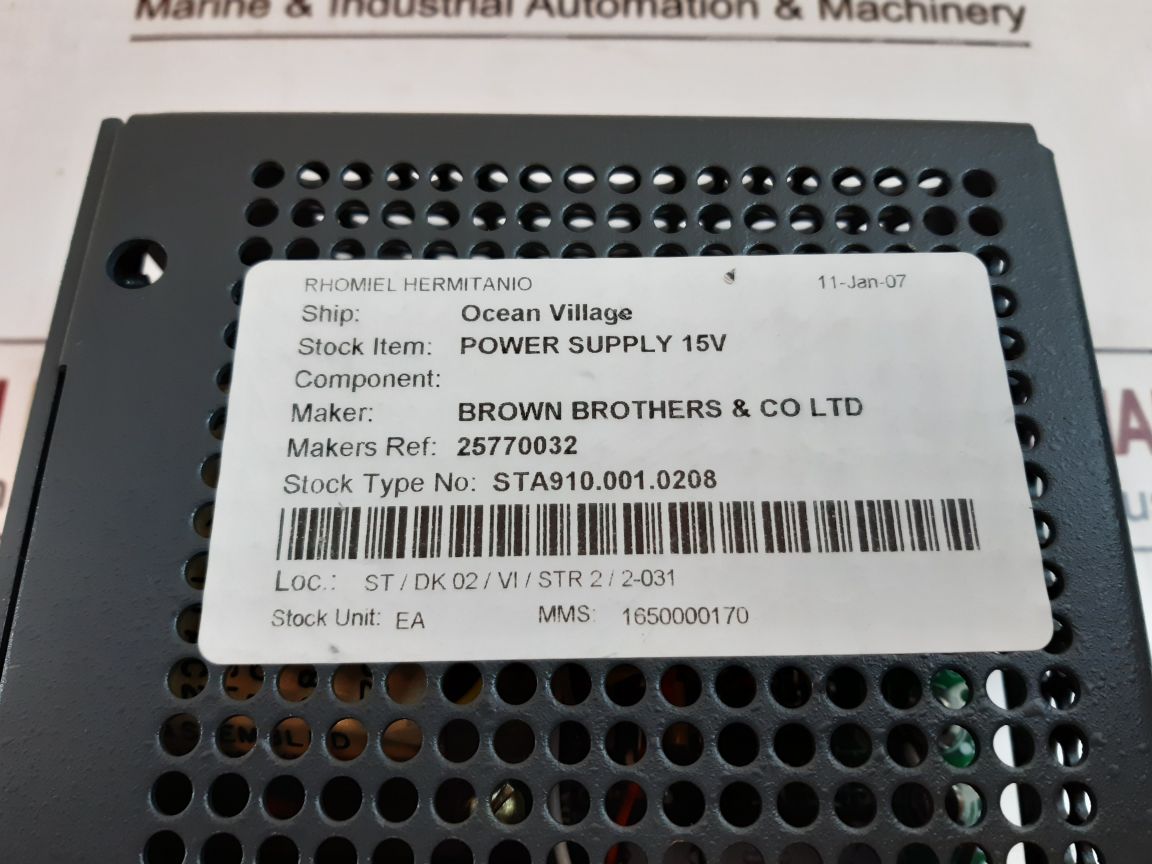 Marine & Industrial Automation & Machinery
RHOMIEL HERMITANIO 11-Jan-07
Ship: Ocean Village
Stock Item: POWER SUPPLY 15V
Component:
Maker: BROWN BROTHERS & CO LTD
Makers Ref: 25770032
Stock Type No: STA910.001.0208
Loc.: ST / DK 02 / VI / STR 2 / 2-031
Stock Unit: EA MMS: 1650000170